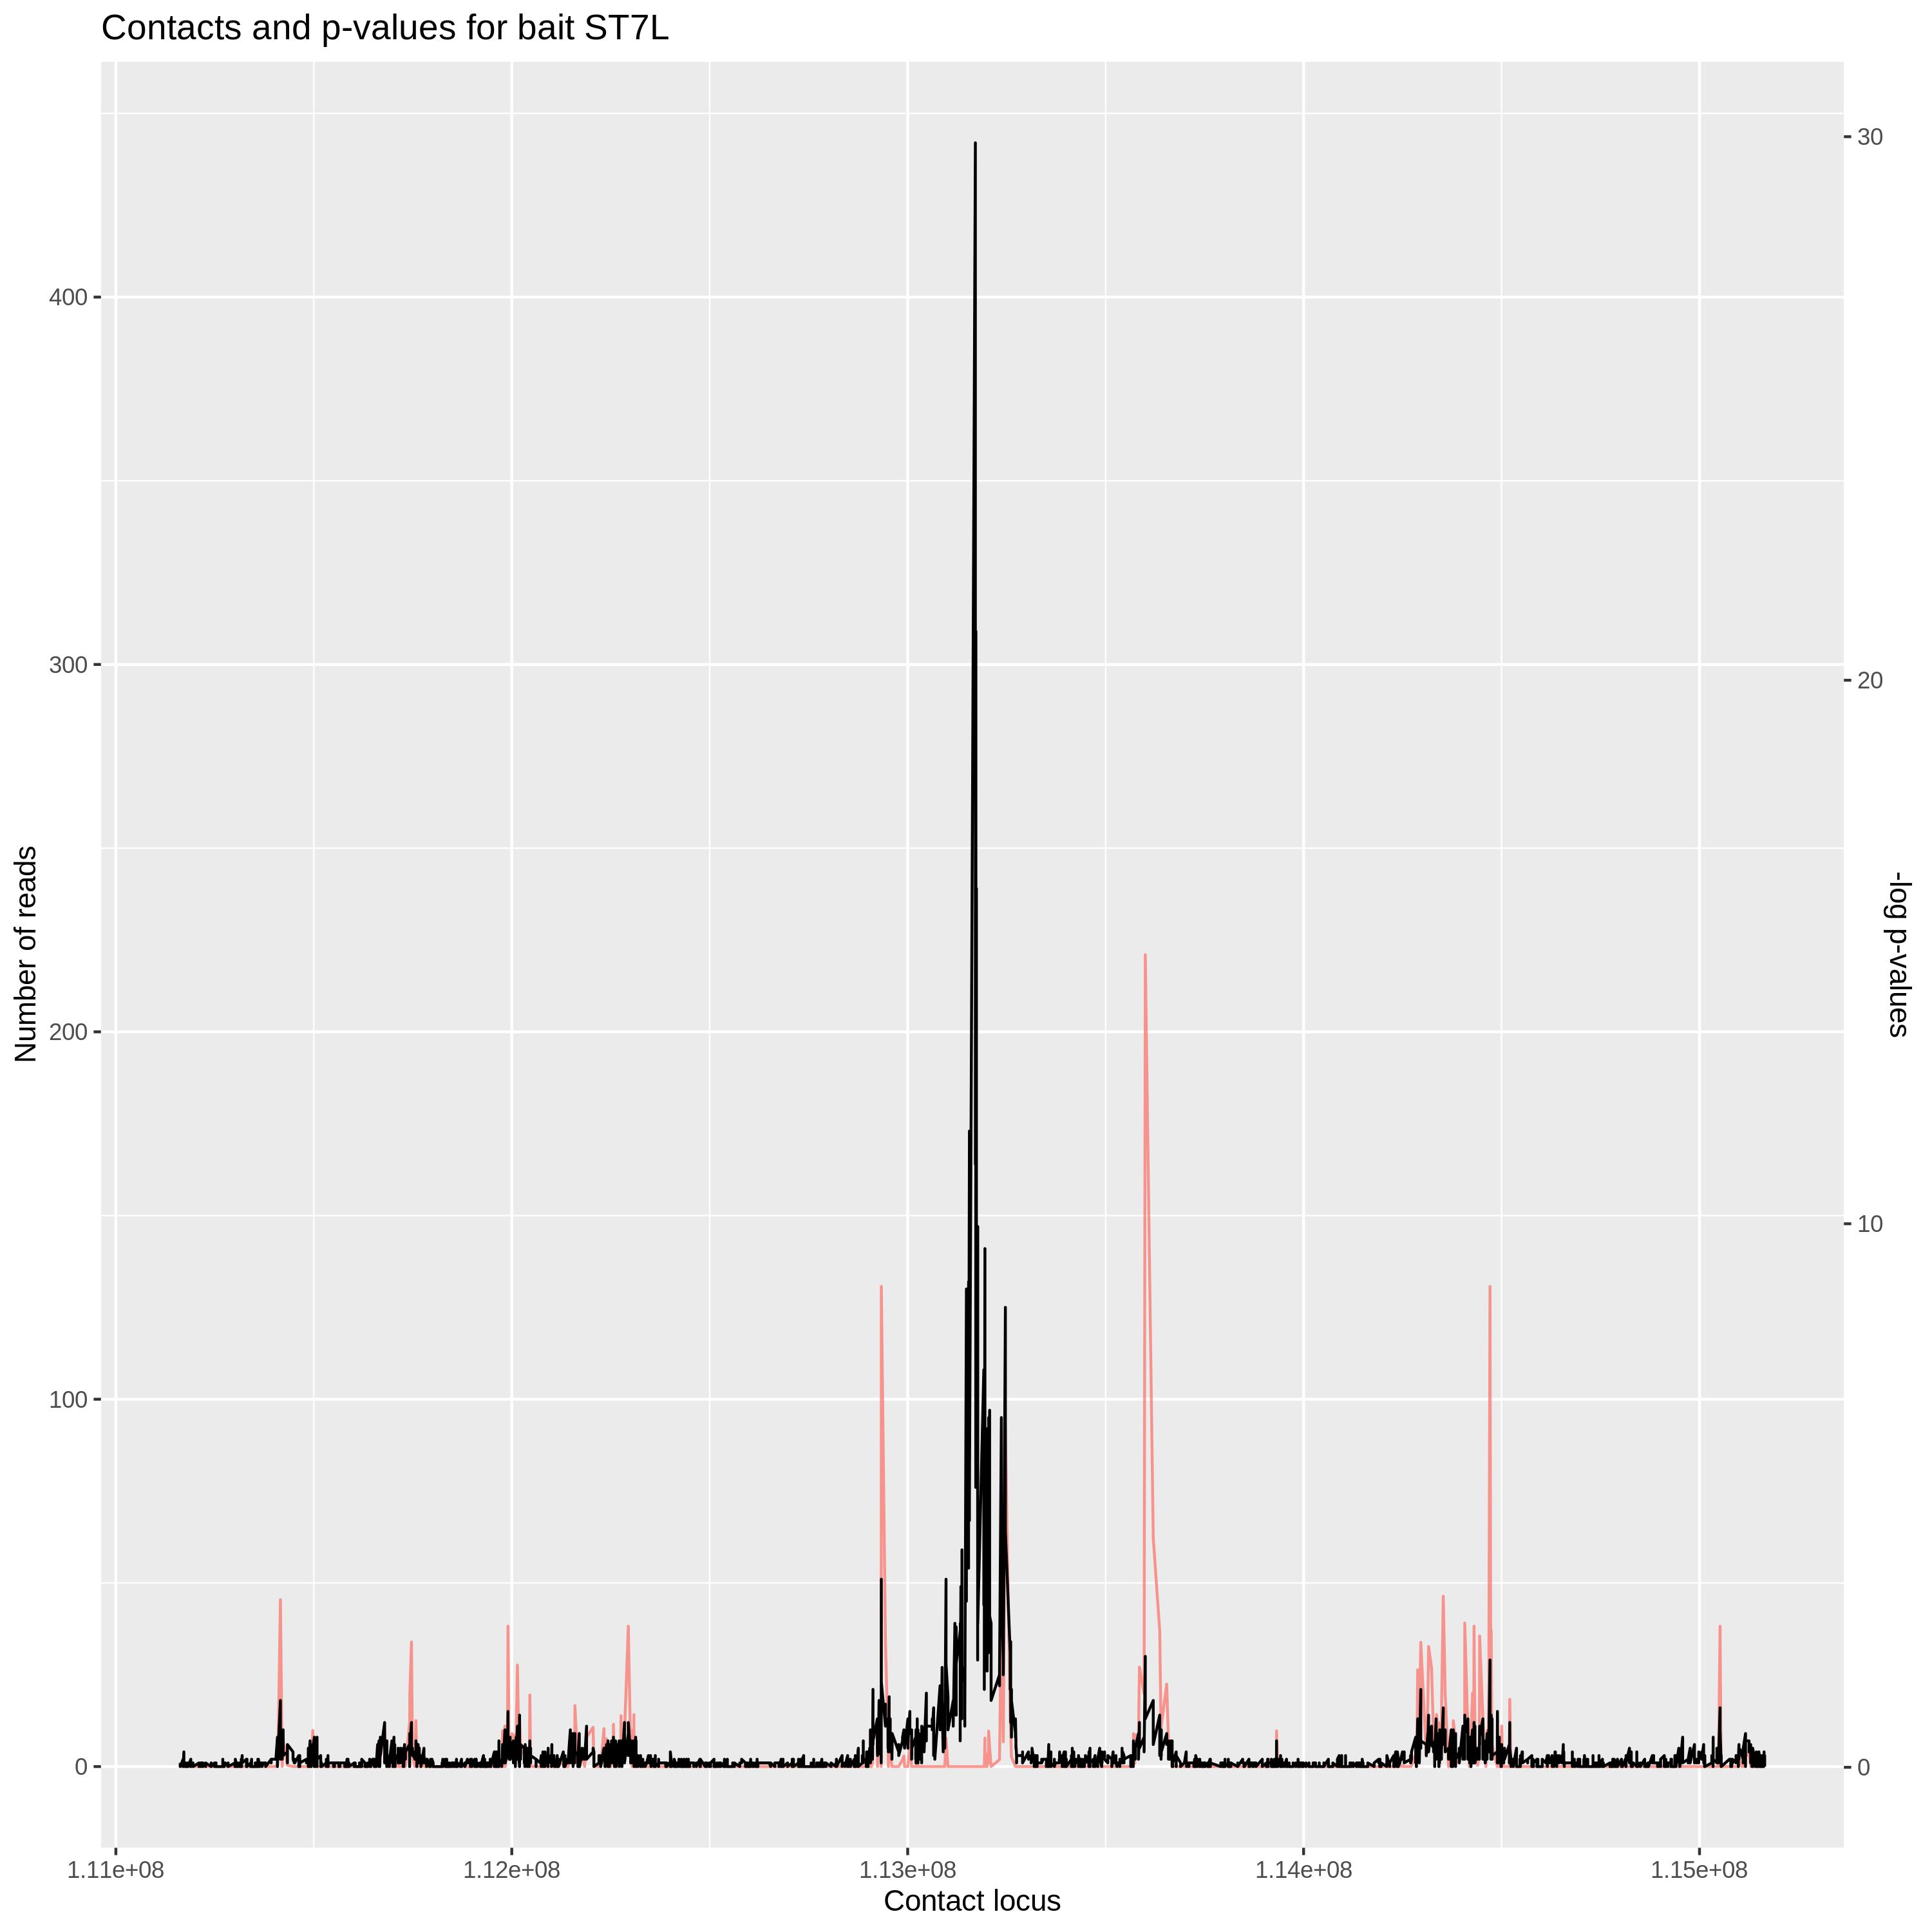 Contacts and p-values for bait ST7L
400
300
200
100
0
Number of reads
30
20
10
0
-log p-values
1.11e+08
1.12e+08
1.13e+08
1.14e+08
1.15e+08
Contact locus